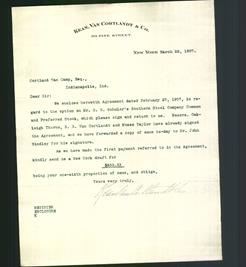 KEAN, VAN CORTLANDT & CO.
30 PINE STREET.
NEW YORK March 22, 1907.
Cortland Van Camp, Esq.,
Indianapolis, Ind.
Dear Sir:
We enclose herewith Agreement dated February 27, 1907, in re-
gard to the option on Mr. G. B. Schuler's Southern Steel Company Common
and Preferred Stock, which please sign and return to us. Messrs. Oak-
leigh Thorne, R. B. Van Cortlandt and Moses Taylor have already signed
the Agreement, and we have forwarded a copy of same to-day to Mr. John
Hindley for his signature.
As we have made the first payment referred to in the Agreement,
kindly send us a New York draft for
being your one-sixth proportion of same, and oblige,
Yours very truly,
Kean Van Cortlandt & Co
REGISTER
ENCLOSURE
K